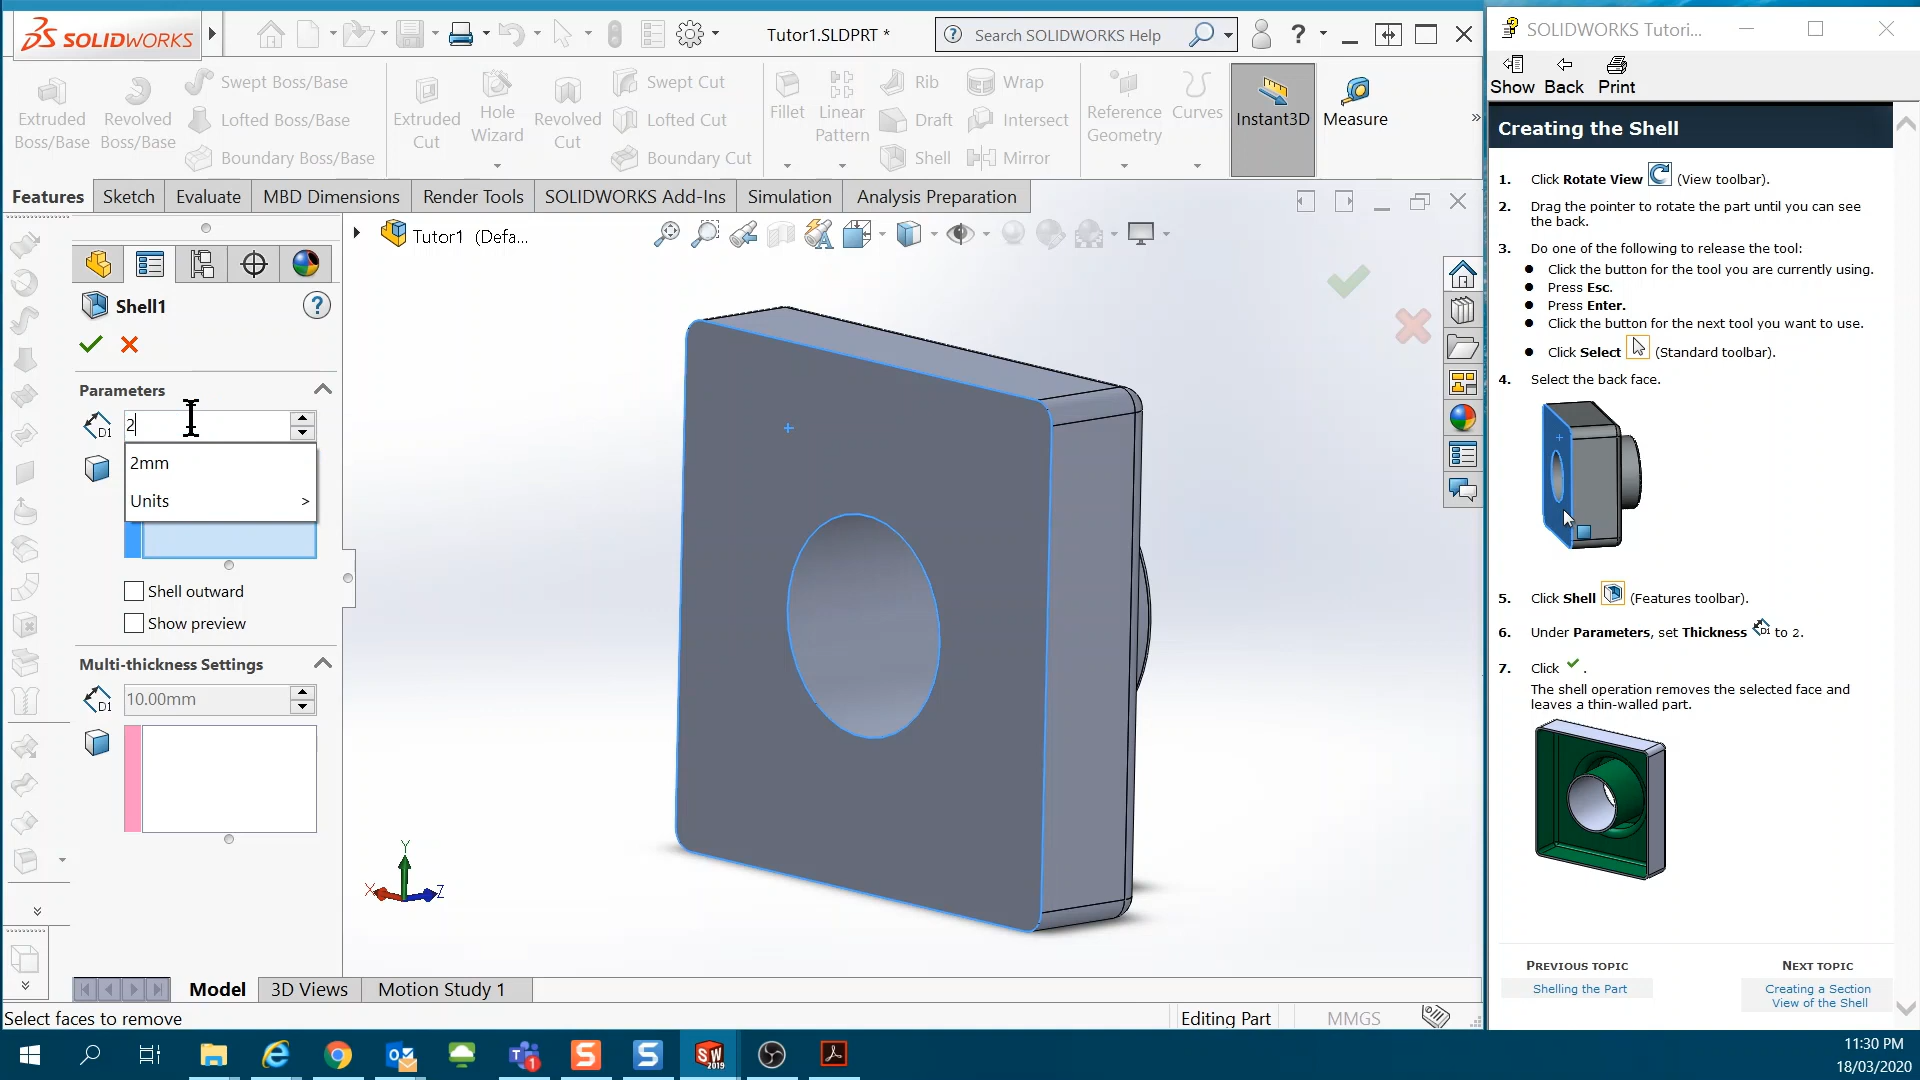 SOLIDWORKS
Tutor1.SLDPRT *
Search SOLIDWORKS Help
?
SOLIDWORKS Tutori...
Extruded Boss/Base
Revolved Boss/Base
Swept Boss/Base
Lofted Boss/Base
Boundary Boss/Base
Extruded Cut
Hole Wizard
Revolved Cut
Swept Cut
Lofted Cut
Boundary Cut
Fillet
Linear Pattern
Rib
Draft
Shell
Wrap
Intersect
Mirror
Reference Geometry
Curves
Instant3D
Measure
Show
Back
Print
Features
Sketch
Evaluate
MBD Dimensions
Render Tools
SOLIDWORKS Add-Ins
Simulation
Analysis Preparation
Tutor1 (Defa...
Shell1
?
Parameters
D1
2
2mm
Units >
Shell outward
Show preview
Multi-thickness Settings
D1
10.00mm
Y
X
Z
Model
3D Views
Motion Study 1
Select faces to remove
Editing Part
MMGS
Creating the Shell
1. Click Rotate View (View toolbar).
2. Drag the pointer to rotate the part until you can see
the back.
3. Do one of the following to release the tool:
● Click the button for the tool you are currently using.
● Press Esc.
● Press Enter.
● Click the button for the next tool you want to use.
● Click Select (Standard toolbar).
4. Select the back face.
5. Click Shell (Features toolbar).
6. Under Parameters, set Thickness D1 to 2.
7. Click .
The shell operation removes the selected face and
leaves a thin-walled part.
PREVIOUS TOPIC
Shelling the Part
NEXT TOPIC
Creating a Section
View of the Shell
SW
2019
1
11:30 PM
18/03/2020